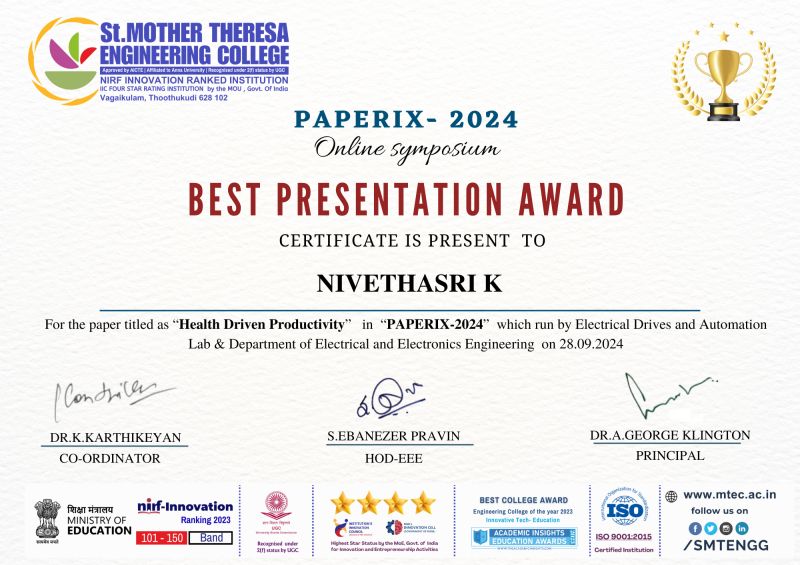 St.MOTHER THERESA
ENGINEERING COLLEGE
Approved by AICTE | Affiliated to Anna University | Recognised under 2(f) status by UGC
NIRF INNOVATION RANKED INSTITUTION
IIC FOUR STAR RATING INSTITUTION by the MOU , Govt. Of India
Vagaikulam, Thoothukudi 628 102
PAPERIX- 2024
Online symposium
BEST PRESENTATION AWARD
CERTIFICATE IS PRESENT TO
NIVETHASRI K
For the paper titled as “Health Driven Productivity” in “PAPERIX-2024” which run by Electrical Drives and Automation
Lab & Department of Electrical and Electronics Engineering on 28.09.2024
DR.K.KARTHIKEYAN
CO-ORDINATOR
S.EBANEZER PRAVIN
HOD-EEE
DR.A.GEORGE KLINGTON
PRINCIPAL
शिक्षा मंत्रालय
MINISTRY OF
EDUCATION
सत्यमेव जयते
nirf-Innovation
Ranking 2023
101 - 150 Band
UGC
Recognised under
2(f) status by UGC
INSTITUTION'S
INNOVATION
COUNCIL
Highest Star Status by the MoE, Govt. of India
for Innovation and Entrepreneurship Activities
BEST COLLEGE AWARD
Engineering College of the year 2023
Innovative Tech- Education
ACADEMIC INSIGHTS
EDUCATION AWARDS
ISO
ISO 9001:2015
Certified Institution
www.mtec.ac.in
follow us on
/SMTENGG